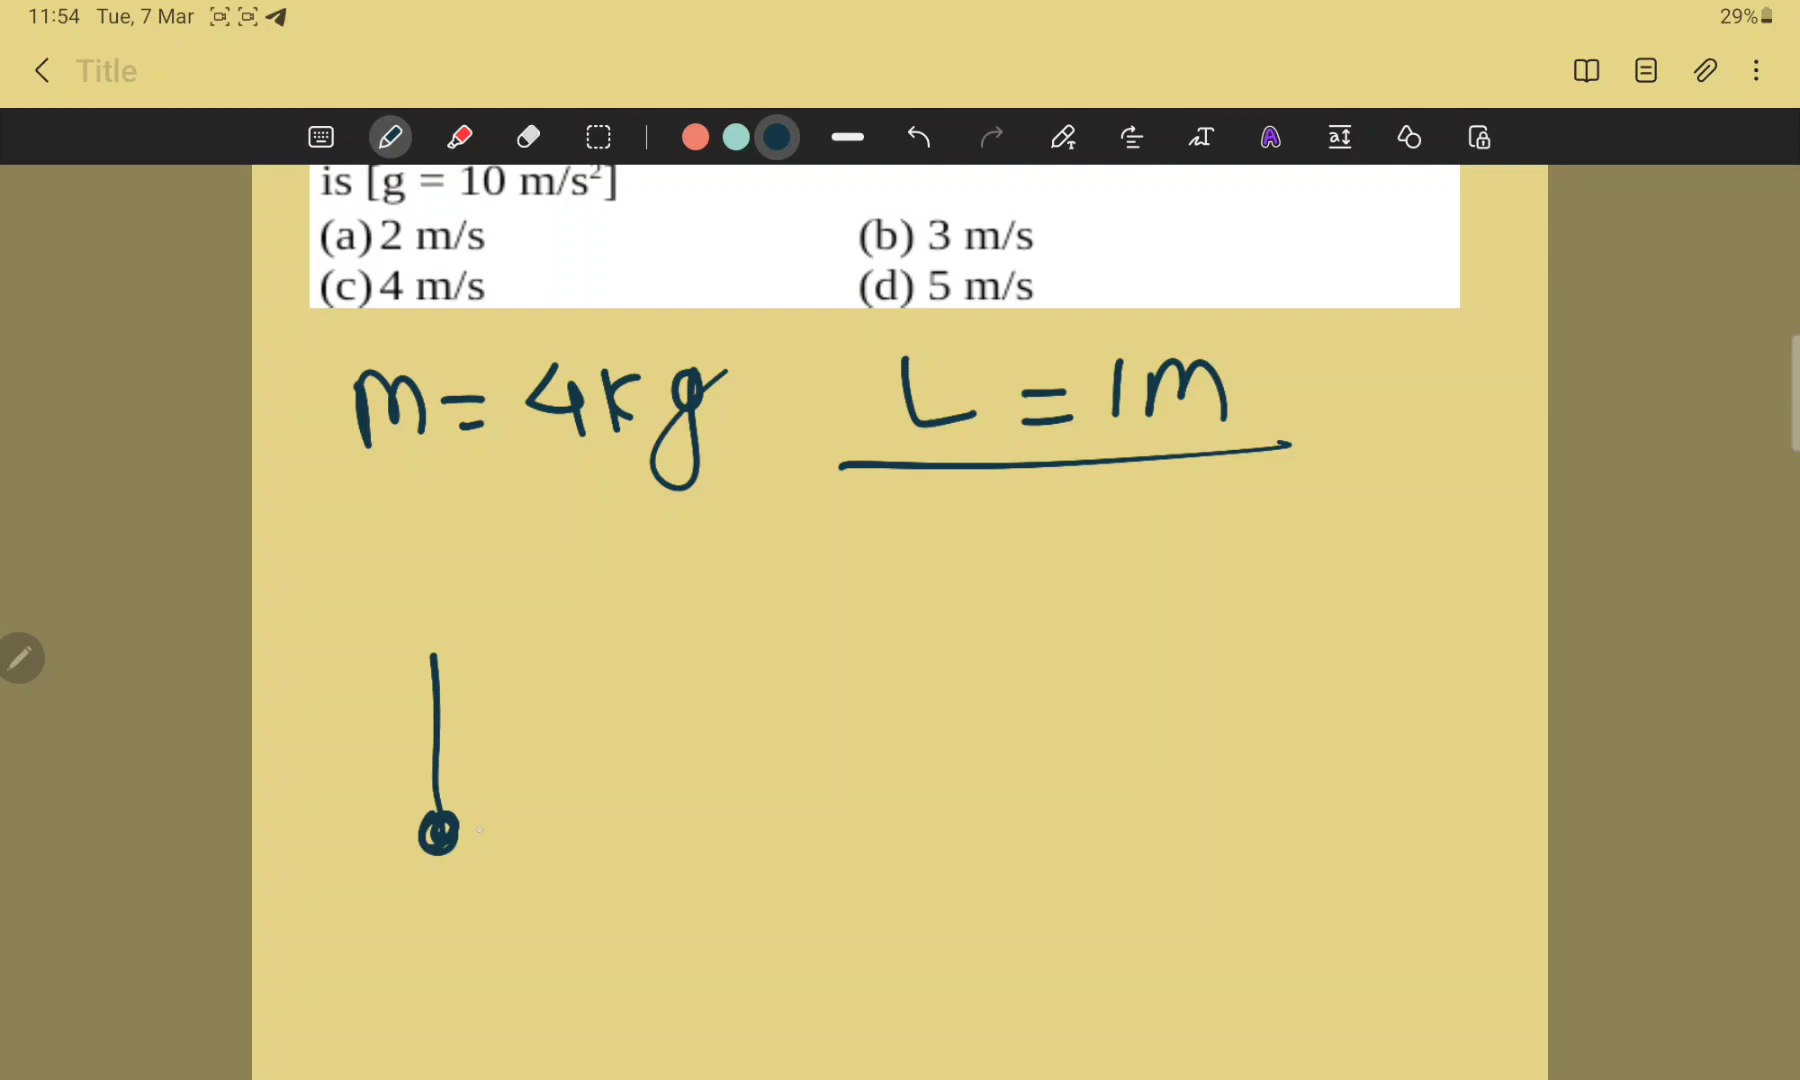 11:54 Tue, 7 Mar 29%
Title
is [g = 10 m/s²]
(a) 2 m/s (b) 3 m/s
(c) 4 m/s (d) 5 m/s
m = 4kg L = 1m